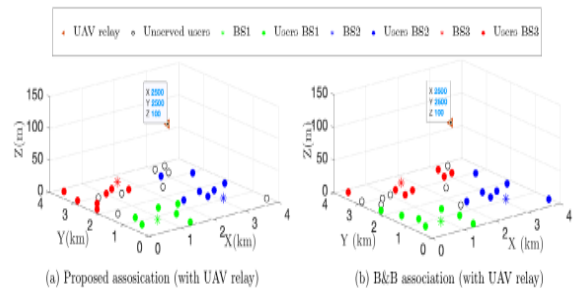 UAV relay Unserved users BS1 Users BS1 BS2 Users BS2 BS3 Users BS3
X 2500
Y 2500
Z 100
150
100
50
0
Z(m)
4
3
2
1
0
Y(km)
0
1
2
3
4
X(km)
(a) Proposed assosication (with UAV relay)
X 2500
Y 2600
Z 100
150
100
50
0
Z(m)
4
3
2
1
0
Y (km)
0
1
2
3
4
X (km)
(b) B&B association (with UAV relay)